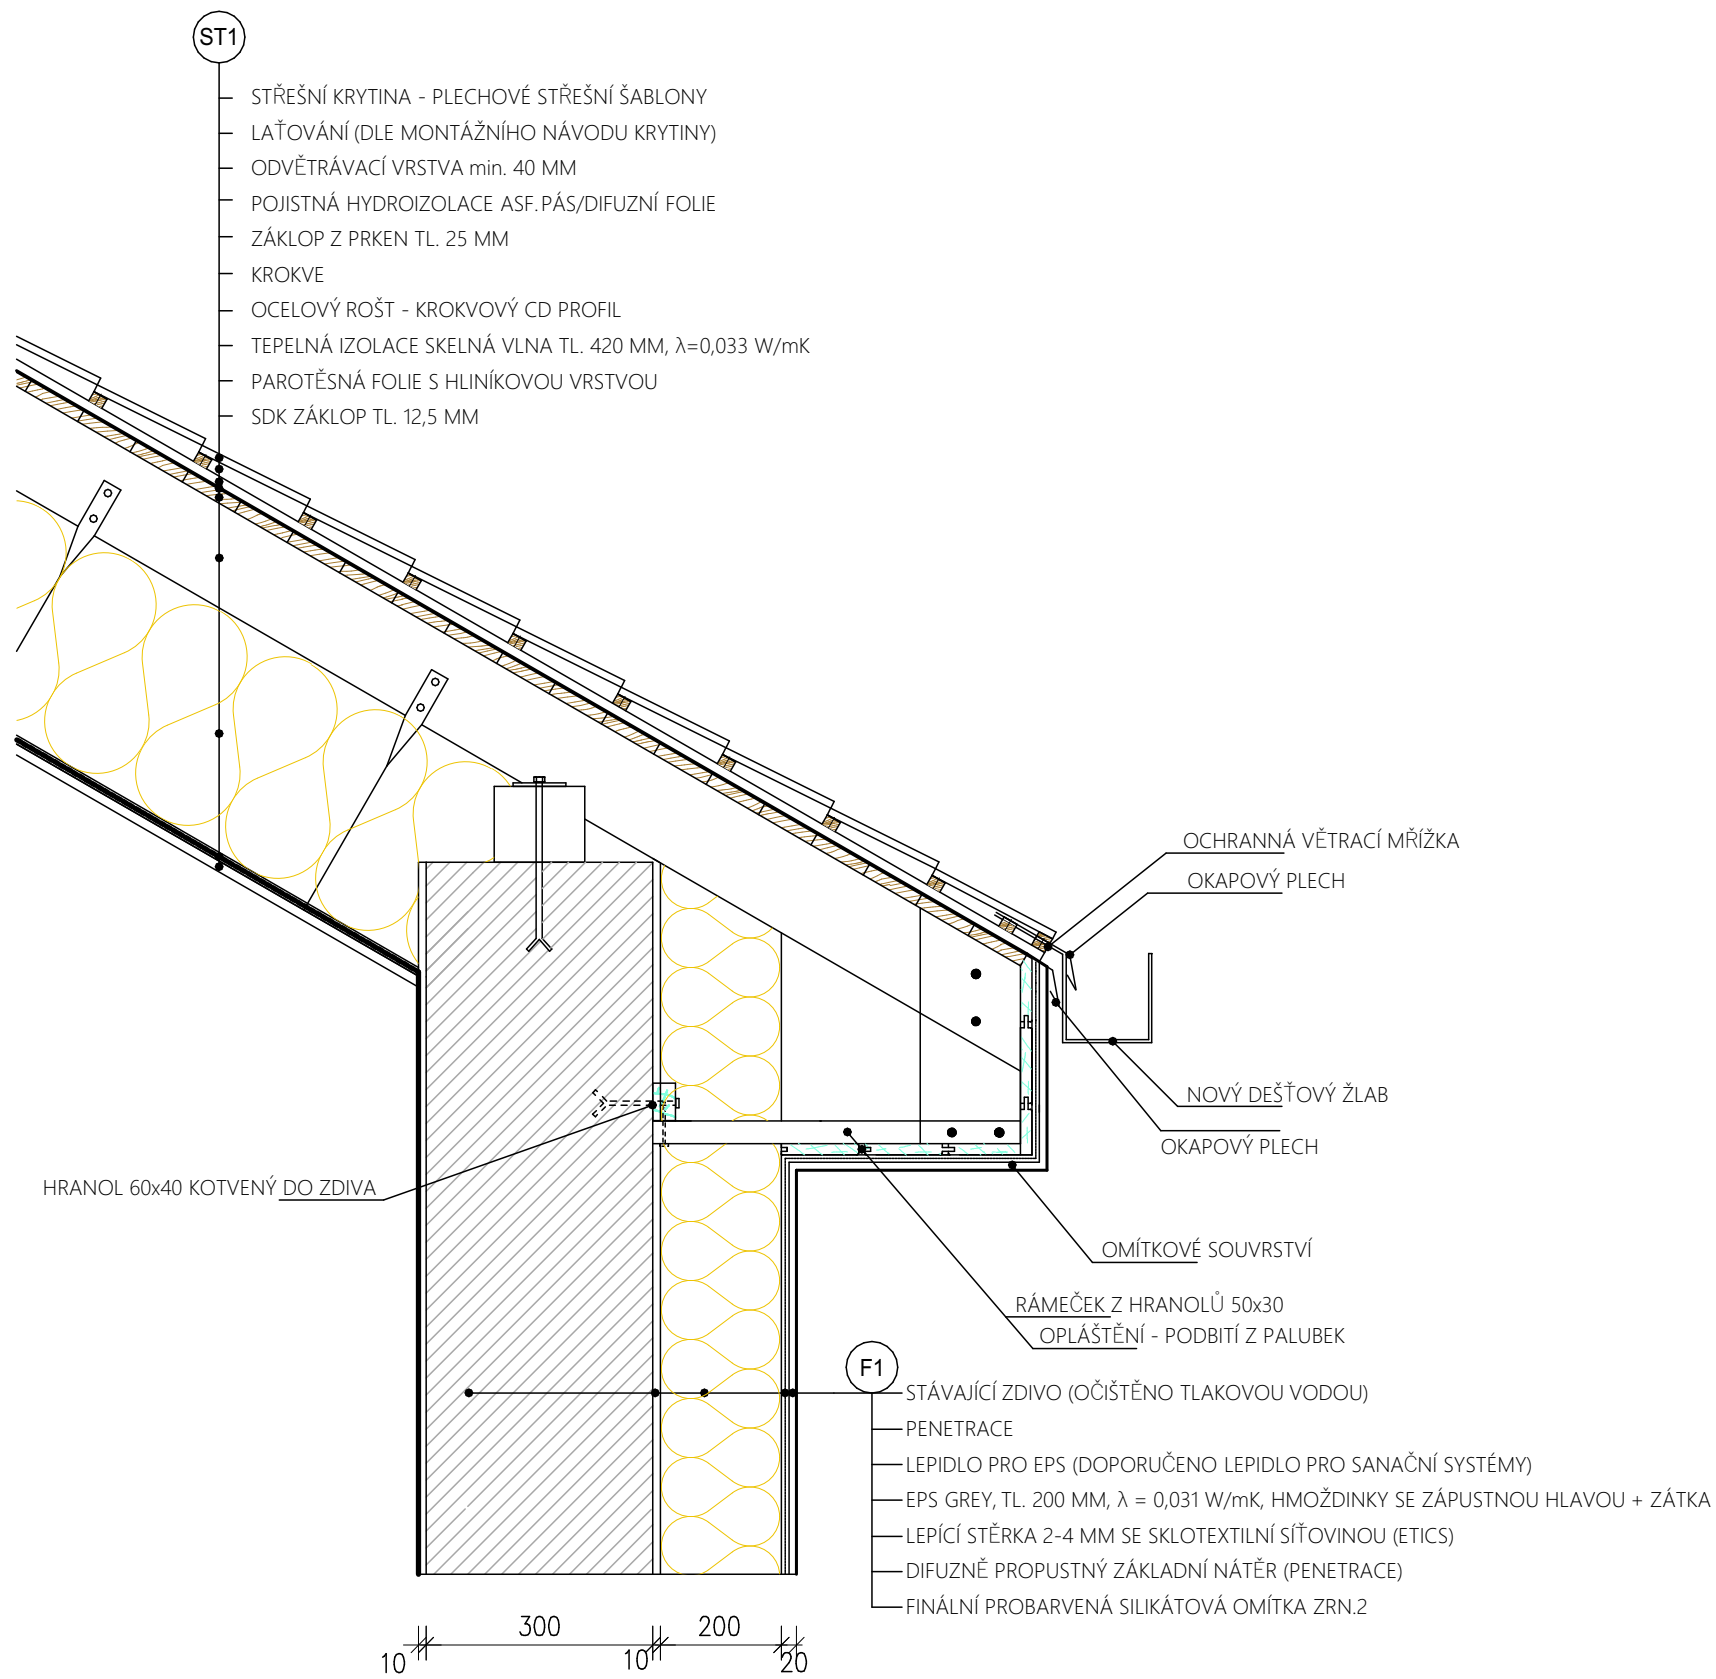 ST1
STŘEŠNÍ KRYTINA - PLECHOVÉ STŘEŠNÍ ŠABLONY
LAŤOVÁNÍ (DLE MONTÁŽNÍHO NÁVODU KRYTINY)
ODVĚTRÁVACÍ VRSTVA min. 40 MM
POJISTNÁ HYDROIZOLACE ASF.PÁS/DIFUZNÍ FOLIE
ZÁKLOP Z PRKEN TL. 25 MM
KROKVE
OCELOVÝ ROŠT - KROKVOVÝ CD PROFIL
TEPELNÁ IZOLACE SKELNÁ VLNA TL. 420 MM, λ=0,033 W/mK
PAROTĚSNÁ FOLIE S HLINÍKOVOU VRSTVOU
SDK ZÁKLOP TL. 12,5 MM
OCHRANNÁ VĚTRACÍ MŘÍŽKA
OKAPOVÝ PLECH
NOVÝ DEŠŤOVÝ ŽLAB
OKAPOVÝ PLECH
HRANOL 60x40 KOTVENÝ DO ZDIVA
OMÍTKOVÉ SOUVRSTVÍ
RÁMEČEK Z HRANOLŮ 50x30
OPLÁŠTĚNÍ - PODBITÍ Z PALUBEK
F1
STÁVAJÍCÍ ZDIVO (OČIŠTĚNO TLAKOVOU VODOU)
PENETRACE
LEPIDLO PRO EPS (DOPORUČENO LEPIDLO PRO SANAČNÍ SYSTÉMY)
EPS GREY, TL. 200 MM, λ = 0,031 W/mK, HMOŽDINKY SE ZÁPUSTNOU HLAVOU + ZÁTKA
LEPÍCÍ STĚRKA 2-4 MM SE SKLOTEXTILNÍ SÍŤOVINOU (ETICS)
DIFUZNĚ PROPUSTNÝ ZÁKLADNÍ NÁTĚR (PENETRACE)
FINÁLNÍ PROBARVENÁ SILIKÁTOVÁ OMÍTKA ZRN.2
300 200
10 10 20